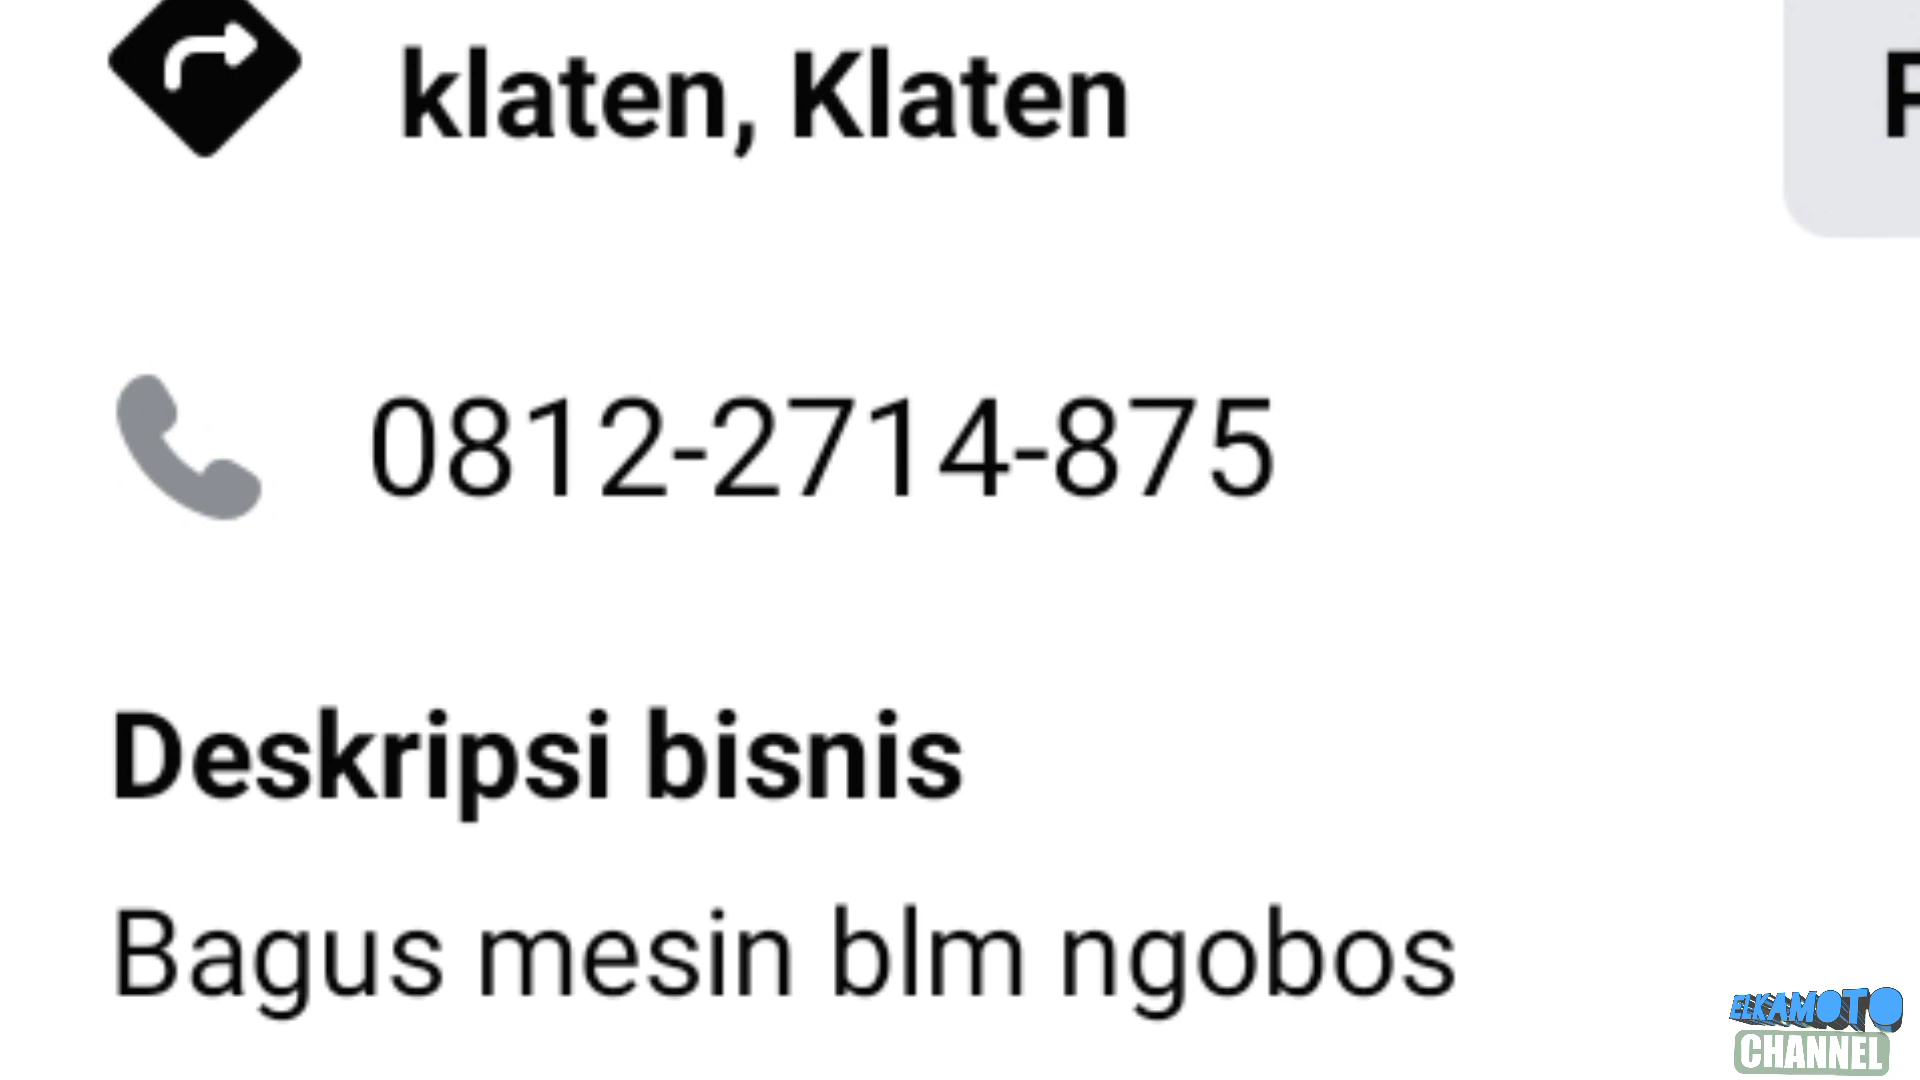 klaten, Klaten
0812-2714-875
Deskripsi bisnis
Bagus mesin blm ngobos
ELKAMOTO
CHANNEL